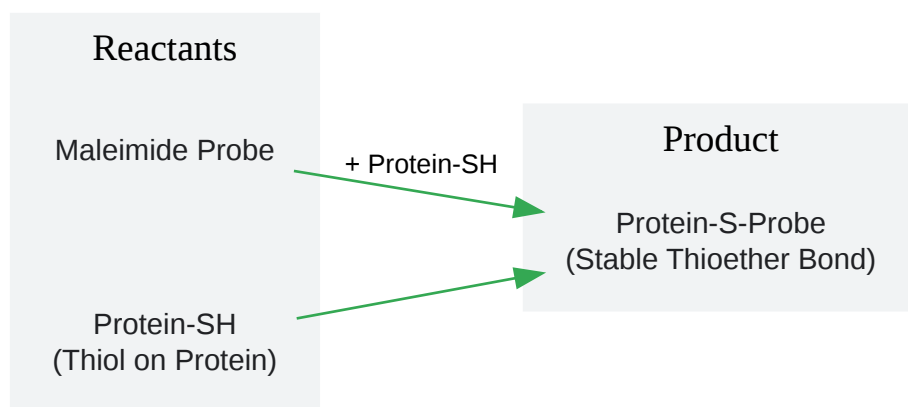 Reactants
Maleimide Probe
+ Protein-SH
Protein-SH
(Thiol on Protein)
Product
Protein-S-Probe
(Stable Thioether Bond)